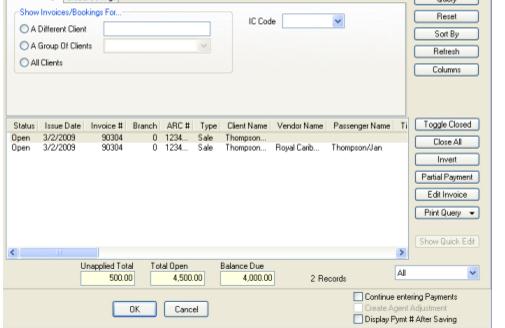 Query
Show Invoices/Bookings For...
A Different Client
A Group Of Clients
All Clients
IC Code
Reset
Sort By
Refresh
Columns
Status Issue Date Invoice # Branch ARC # Type Client Name Vendor Name Passenger Name Ti
Open 3/2/2009 90304 0 1234... Sale Thompson...
Open 3/2/2009 90304 0 1234... Sale Thompson... Royal Carib... Thompson/Jan
Toggle Closed
Close All
Invert
Partial Payment
Edit Invoice
Print Query
Show Quick Edit
Unapplied Total Total Open Balance Due
500.00 4,500.00 4,000.00 2 Records All
OK Cancel
Continue entering Payments
Create Agent Adjustment
Display Pymt # After Saving